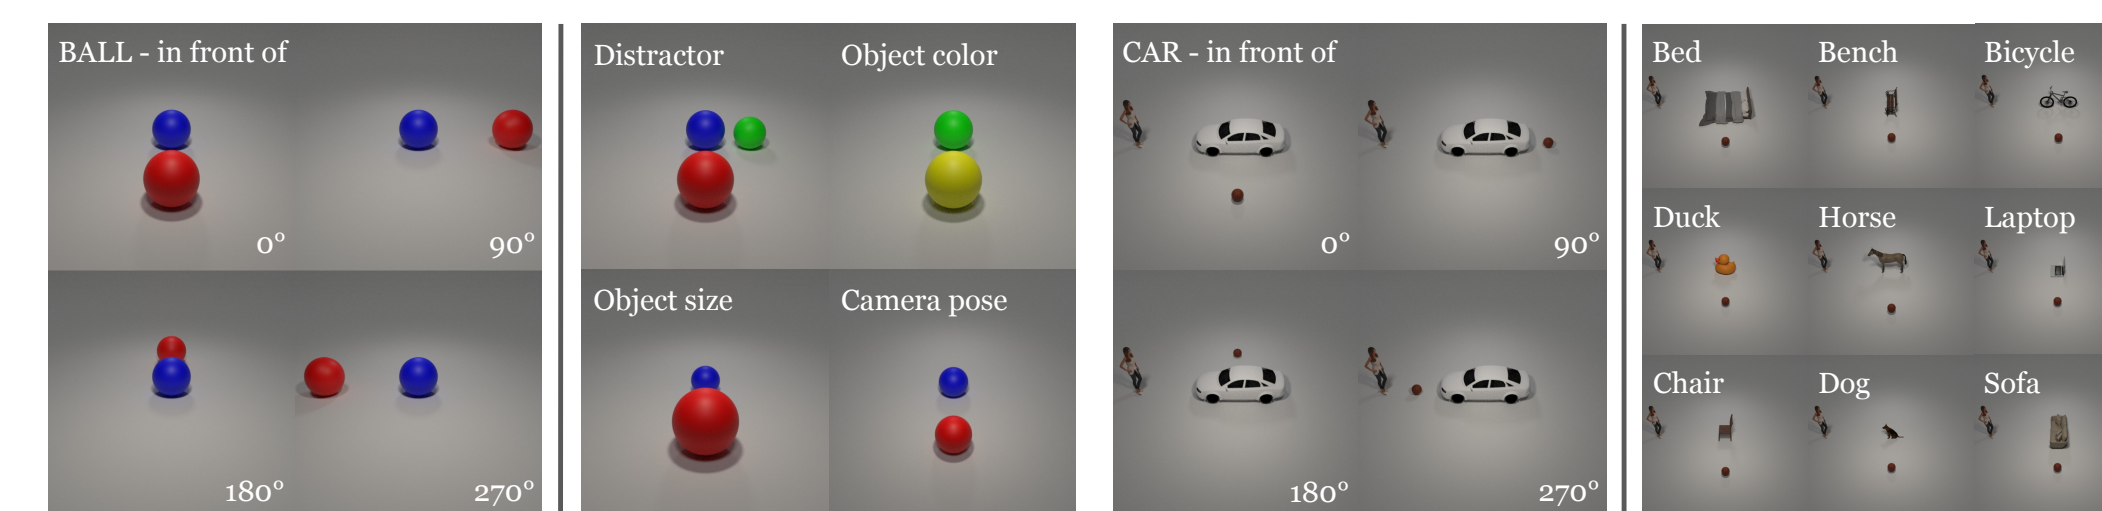 BALL - in front of
0°
90°
180°
270°
Distractor
Object color
Object size
Camera pose
CAR - in front of
0°
90°
180°
270°
Bed
Bench
Bicycle
Duck
Horse
Laptop
Chair
Dog
Sofa